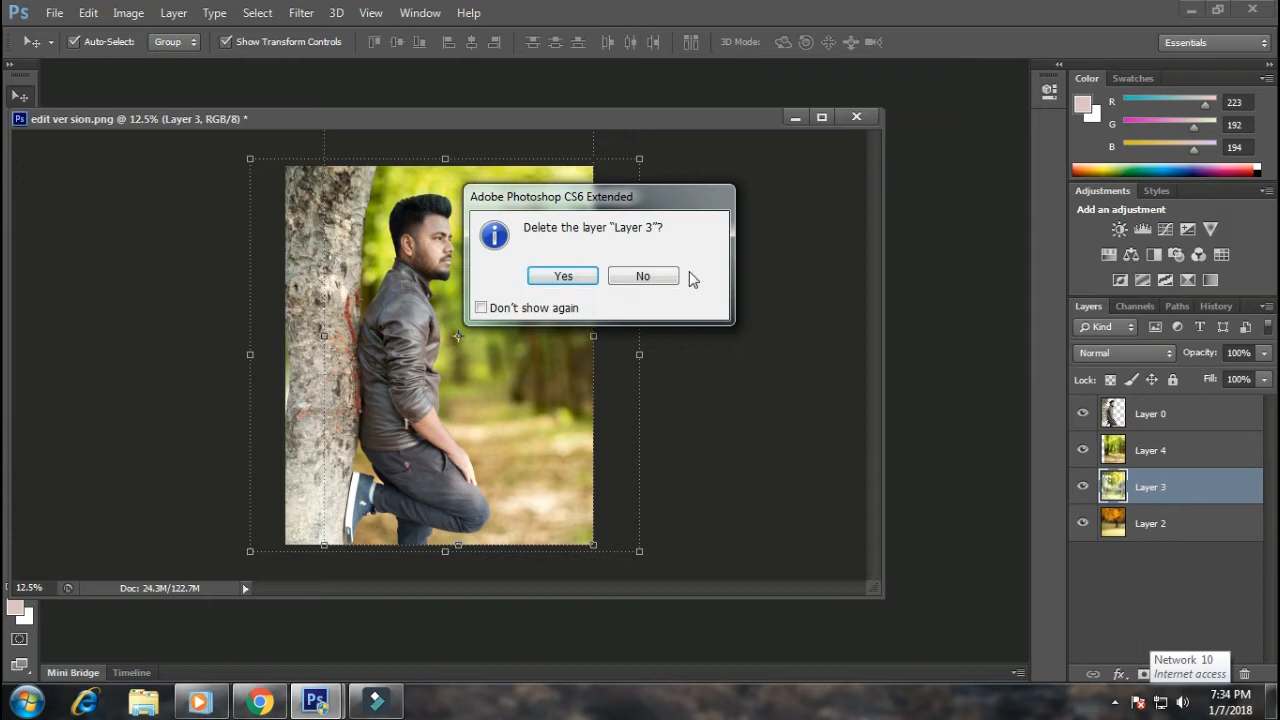 Ps File Edit Image Layer Type Select Filter 3D View Window Help
Auto-Select: Group Show Transform Controls 3D Mode: Essentials
Ps edit version.png @ 12.5% (Layer 3, RGB/8) *
Adobe Photoshop CS6 Extended
Delete the layer “Layer 3”?
Yes No
Don't show again
12.5% Doc: 24.3M/122.7M
Color Swatches
R 223
G 192
B 194
Adjustments Styles
Add an adjustment
Layers Channels Paths History
Kind
Normal Opacity: 100%
Lock: Fill: 100%
Layer 0
Layer 4
Layer 3
Layer 2
fx
Mini Bridge Timeline
Network 10
Internet access
Ps
7:34 PM
1/7/2018